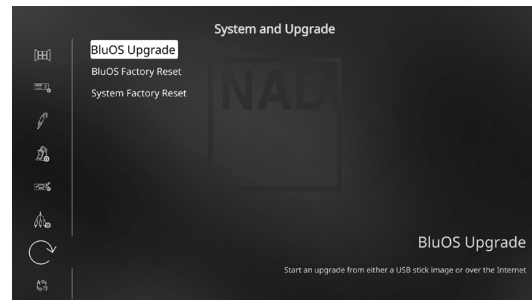 System and Upgrade
BluOS Upgrade
BluOS Factory Reset
System Factory Reset
NAD
BluOS Upgrade
Start an upgrade from either a USB stick image or over the Internet